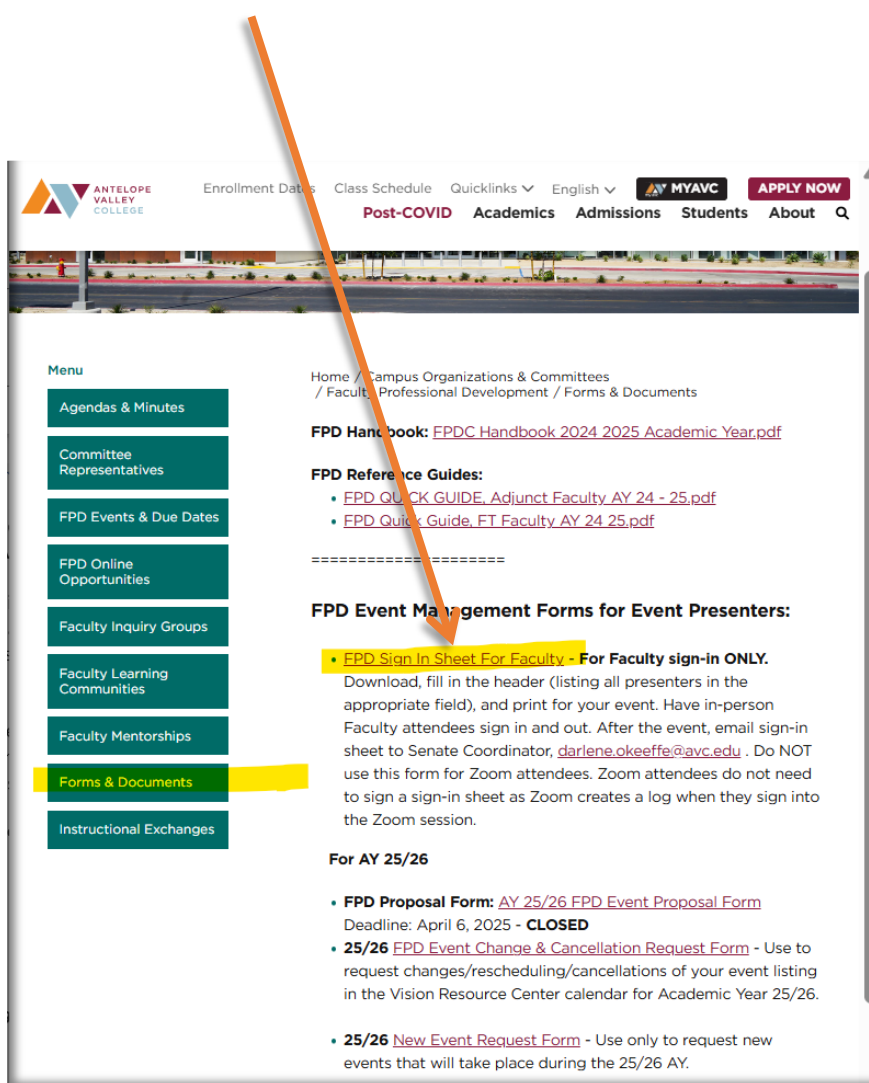 ANTELOPE
VALLEY
COLLEGE
Enrollment Dates Class Schedule Quicklinks English MYAVC APPLY NOW
Post-COVID Academics Admissions Students About
Menu
Agendas & Minutes
Committee
Representatives
FPD Events & Due Dates
FPD Online
Opportunities
Faculty Inquiry Groups
Faculty Learning
Communities
Faculty Mentorships
Forms & Documents
Instructional Exchanges
Home / Campus Organizations & Committees
/ Faculty Professional Development / Forms & Documents
FPD Handbook: FPDC Handbook 2024 2025 Academic Year.pdf
FPD Reference Guides:
• FPD QUICK GUIDE, Adjunct Faculty AY 24 - 25.pdf
• FPD Quick Guide, FT Faculty AY 24 25.pdf
=====================
FPD Event Management Forms for Event Presenters:
• FPD Sign In Sheet For Faculty - For Faculty sign-in ONLY.
Download, fill in the header (listing all presenters in the
appropriate field), and print for your event. Have in-person
Faculty attendees sign in and out. After the event, email sign-in
sheet to Senate Coordinator, darlene.okeeffe@avc.edu . Do NOT
use this form for Zoom attendees. Zoom attendees do not need
to sign a sign-in sheet as Zoom creates a log when they sign into
the Zoom session.
For AY 25/26
• FPD Proposal Form: AY 25/26 FPD Event Proposal Form
Deadline: April 6, 2025 - CLOSED
• 25/26 FPD Event Change & Cancellation Request Form - Use to
request changes/rescheduling/cancellations of your event listing
in the Vision Resource Center calendar for Academic Year 25/26.
• 25/26 New Event Request Form - Use only to request new
events that will take place during the 25/26 AY.